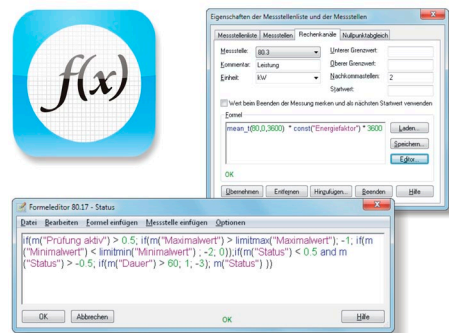 f(x)
Eigenschaften der Messstellenliste und der Messstellen
Messstellenliste Messstellen Rechenkanäle Nullpunktabgleich
Messstelle: 80.3 Unterer Grenzwert:
Kommentar: Leistung Oberer Grenzwert:
Einheit: kW Nachkommastellen: 2
Startwert:
Wert beim Beenden der Messung merken und als nächsten Startwert verwenden
Formel
mean_t(80,0,3600) * const("Energiefaktor") * 3600
Laden...
Speichern...
Editor...
OK
Übernehmen Entfernen Hinzufügen... Beenden Hilfe
Formeleditor 80.17 - Status
Datei Bearbeiten Formel einfügen Messstelle einfügen Optionen
if(m("Prüfung aktiv") > 0.5; if(m("Maximalwert") > limitmax("Maximalwert"); -1; if(m
("Minimalwert") < limitmin("Minimalwert") ; -2; 0));if(m("Status") < 0.5 and m
("Status") > -0.5; if(m("Dauer") > 60; 1; -3); m("Status") ))
OK Abbrechen OK Hilfe